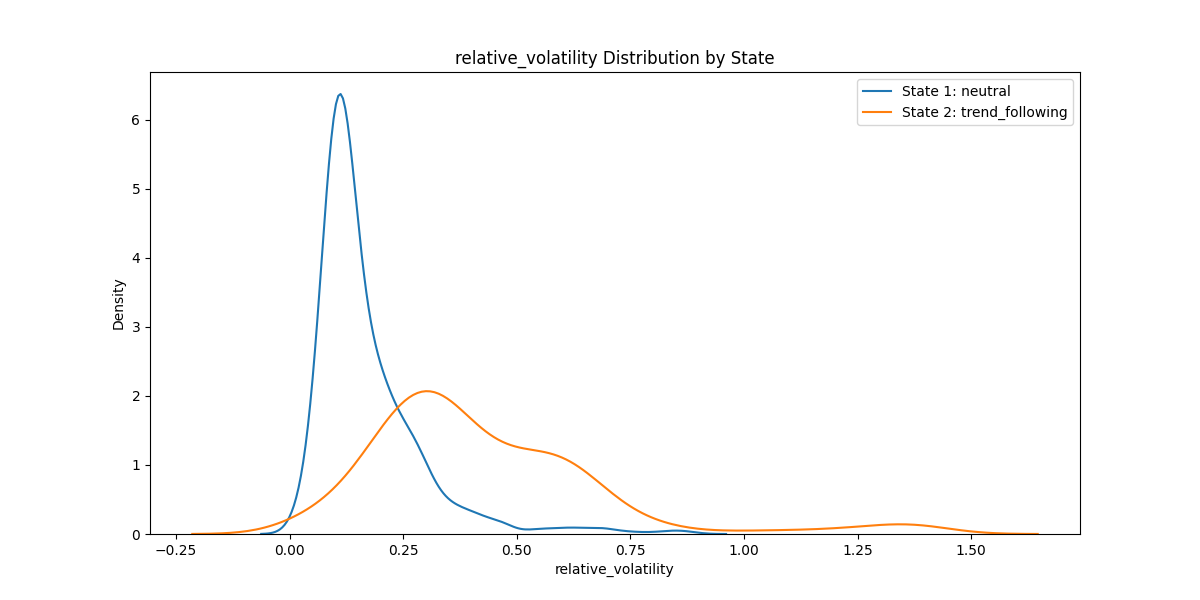 relative_volatility Distribution by State
State 1: neutral
State 2: trend_following
Density
6
5
4
3
2
1
0
−0.25 0.00 0.25 0.50 0.75 1.00 1.25 1.50
relative_volatility